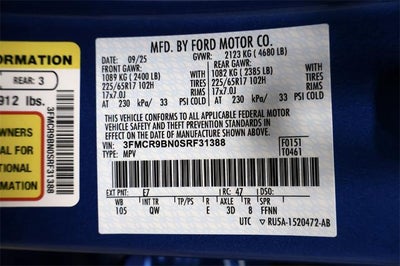 FORMATION
REAR: 3
912 lbs.
WNERS
NAL FOR
TIONAL
MATION
3FMCR9BN0SRF31388
MFD. BY FORD MOTOR CO.
DATE: 09/25 GVWR: 2123 KG ( 4680 LB)
FRONT GAWR: REAR GAWR:
1089 KG ( 2400 LB) WITH 1082 KG ( 2385 LB) WITH
225/65R17 102H TIRES 225/65R17 102H TIRES
17x7.0J RIMS 17x7.0J RIMS
AT 230 kPa/ 33 PSI COLD AT 230 kPa/ 33 PSI COLD
THIS VEHICLE CONFORMS TO ALL APPLICABLE FEDERAL MOTOR
VEHICLE SAFETY AND THEFT PREVENTION STANDARDS IN
EFFECT ON THE DATE OF MANUFACTURE SHOWN ABOVE.
VIN: 3FMCR9BN0SRF31388 F0151
TYPE: MPV T0461
EXT PNT: E7 RC: 47 DSO:
WB INT TR TP/PS R AXLE TR SPR
105 QW E 3D 8 FFNN
UTC ▽ RU5A-1520472-AB